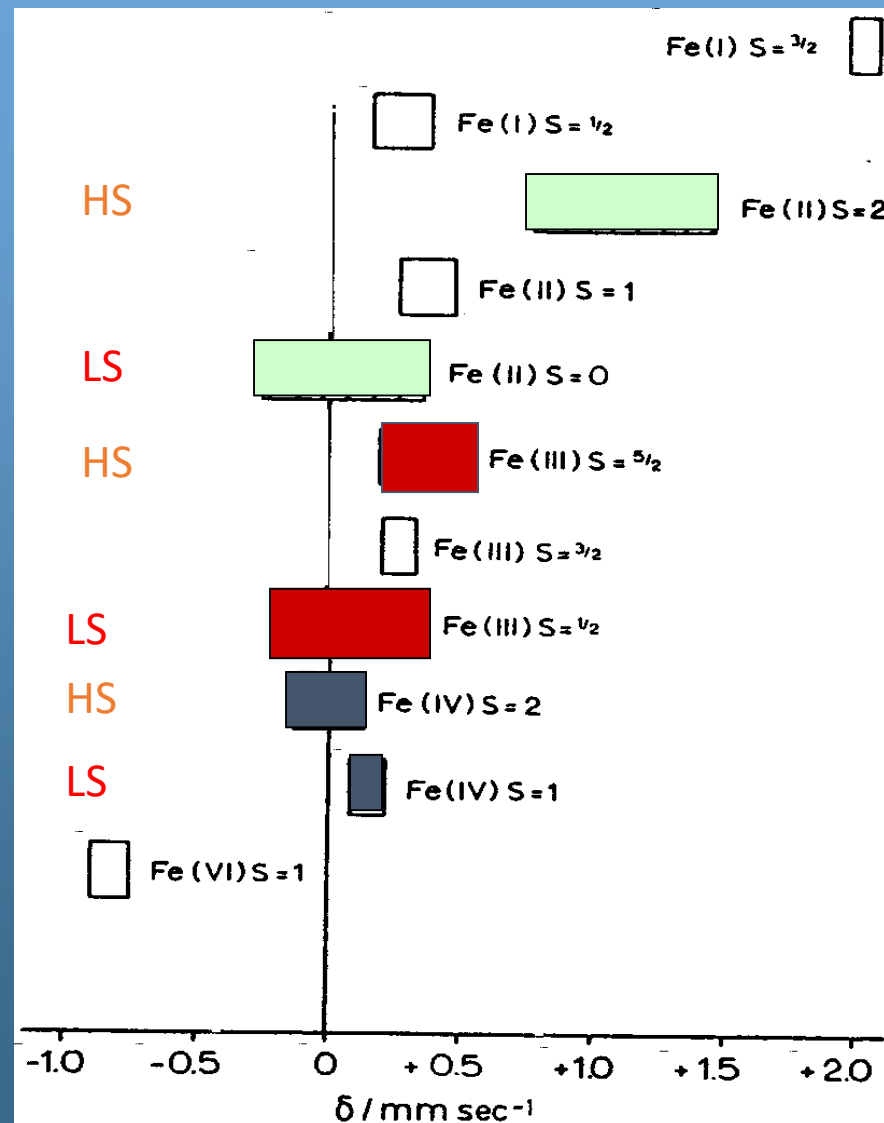 Fe(I) S = 3/2
Fe(I) S = 1/2
HS Fe(II) S = 2
Fe(II) S = 1
LS Fe(II) S = 0
HS Fe(III) S = 5/2
Fe(III) S = 3/2
LS Fe(III) S = 1/2
HS Fe(IV) S = 2
LS Fe(IV) S = 1
Fe(VI) S = 1
-1.0 -0.5 0 +0.5 +1.0 +1.5 +2.0
δ / mm sec⁻¹